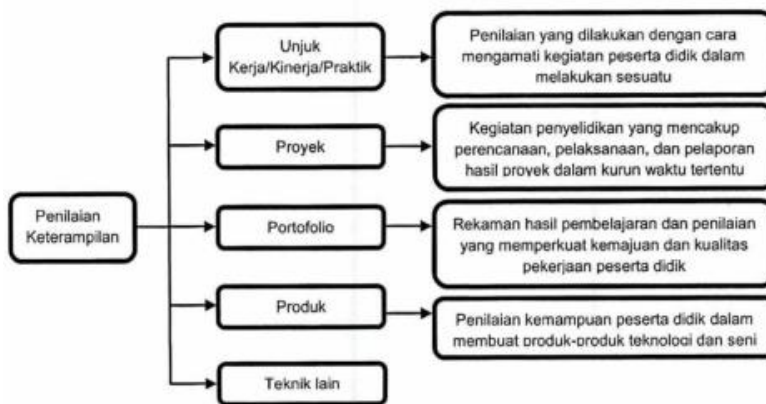 Penilaian
Keterampilan
Unjuk
Kerja/Kinerja/Praktik
Penilaian yang dilakukan dengan cara
mengamati kegiatan peserta didik dalam
melakukan sesuatu
Proyek
Kegiatan penyelidikan yang mencakup
perencanaan, pelaksanaan, dan pelaporan
hasil proyek dalam kurun waktu tertentu
Portofolio
Rekaman hasil pembelajaran dan penilaian
yang memperkuat kemajuan dan kualitas
pekerjaan peserta didik
Produk
Penilaian kemampuan peserta didik dalam
membuat produk-produk teknologi dan seni
Teknik lain